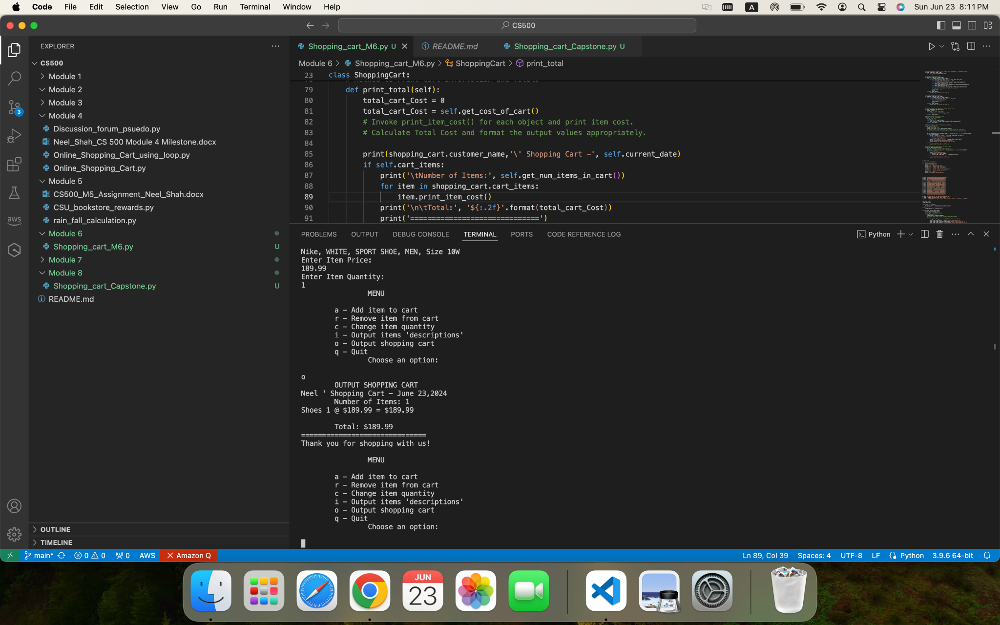 Code File Edit Selection View Go Run Terminal Window Help A Sun Jun 23 8:11 PM
CS500
EXPLORER
CS500
Module 1
Module 2
Module 3
Module 4
Discussion_forum_psuedo.py
Neel_Shah_CS 500 Module 4 Milestone.docx
Online_Shopping_Cart_using_loop.py
Online_Shopping_Cart.py
Module 5
CS500_M5_Assignment_Neel_Shah.docx
CSU_bookstore_rewards.py
rain_fall_calculation.py
Module 6
Shopping_cart_M6.py U
Module 7
Module 8
Shopping_cart_Capstone.py U
README.md
OUTLINE
TIMELINE
3
aws
Shopping_cart_M6.py U README.md Shopping_cart_Capstone.py U
Module 6 > Shopping_cart_M6.py > ShoppingCart > print_total
23 class ShoppingCart:
79 def print_total(self):
80 total_cart_Cost = 0
81 total_cart_Cost = self.get_cost_of_cart()
82 # Invoke print_item_cost() for each object and print item cost.
83 # Calculate Total Cost and format the output values appropriately.
84
85 print(shopping_cart.customer_name,'\' Shopping Cart -', self.current_date)
86 if self.cart_items:
87 print('\tNumber of Items:', self.get_num_items_in_cart())
88 for item in shopping_cart.cart_items:
89 item.print_item_cost()
90 print('\n\tTotal:', '${:.2f}'.format(total_cart_Cost))
91 print('==============================')
PROBLEMS OUTPUT DEBUG CONSOLE TERMINAL PORTS CODE REFERENCE LOG Python
Nike, WHITE, SPORT SHOE, MEN, Size 10W
Enter Item Price:
189.99
Enter Item Quantity:
1
MENU
a – Add item to cart
r – Remove item from cart
c – Change item quantity
i – Output items 'descriptions'
o – Output shopping cart
q – Quit
Choose an option:
o
OUTPUT SHOPPING CART
Neel ' Shopping Cart – June 23,2024
Number of Items: 1
Shoes 1 @ $189.99 = $189.99
Total: $189.99
==============================
Thank you for shopping with us!
MENU
a – Add item to cart
r – Remove item from cart
c – Change item quantity
i – Output items 'descriptions'
o – Output shopping cart
q – Quit
Choose an option:
main* 0 0 0 AWS Amazon Q Ln 89, Col 39 Spaces: 4 UTF-8 LF Python 3.9.6 64-bit
JUN
23